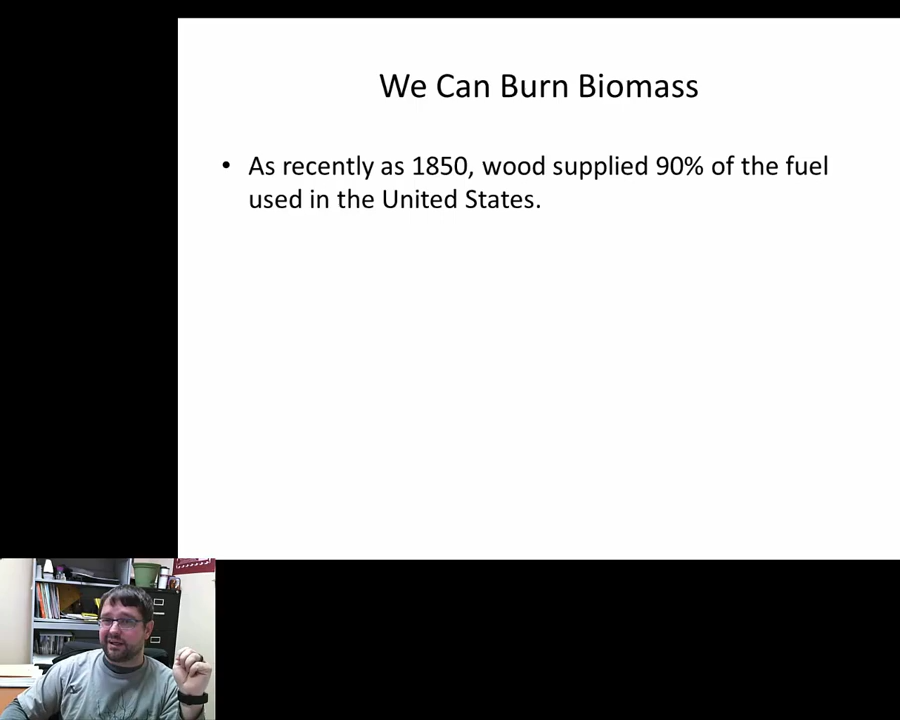 We Can Burn Biomass
• As recently as 1850, wood supplied 90% of the fuel
used in the United States.